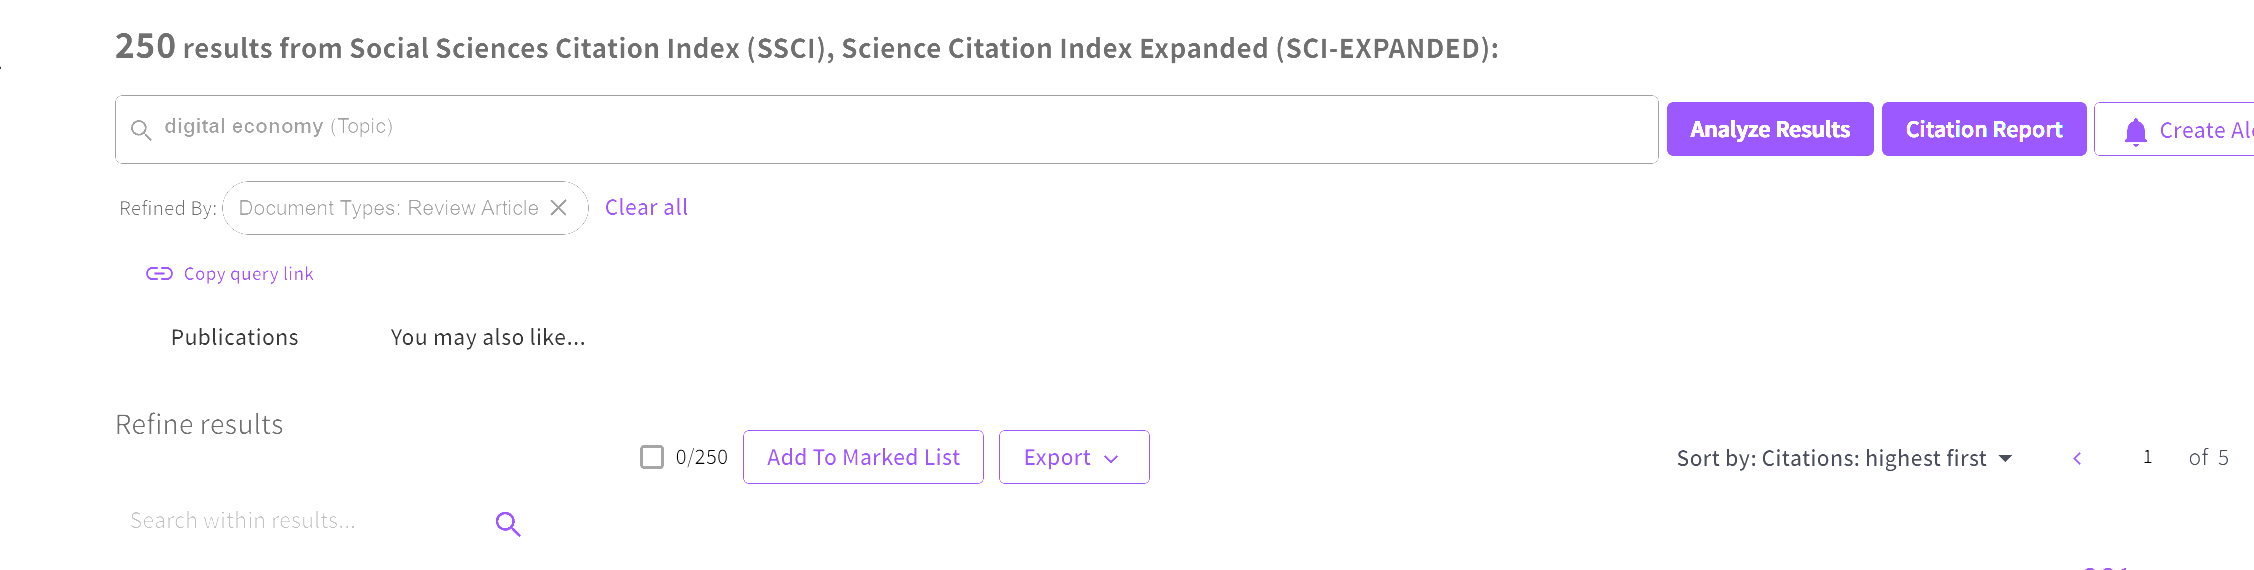 250 results from Social Sciences Citation Index (SSCI), Science Citation Index Expanded (SCI-EXPANDED):
digital economy (Topic)
Analyze Results
Citation Report
Create Al
Refined By: Document Types: Review Article Clear all
Copy query link
Publications
You may also like...
Refine results
0/250
Add To Marked List
Export
Sort by: Citations: highest first
1 of 5
Search within results...